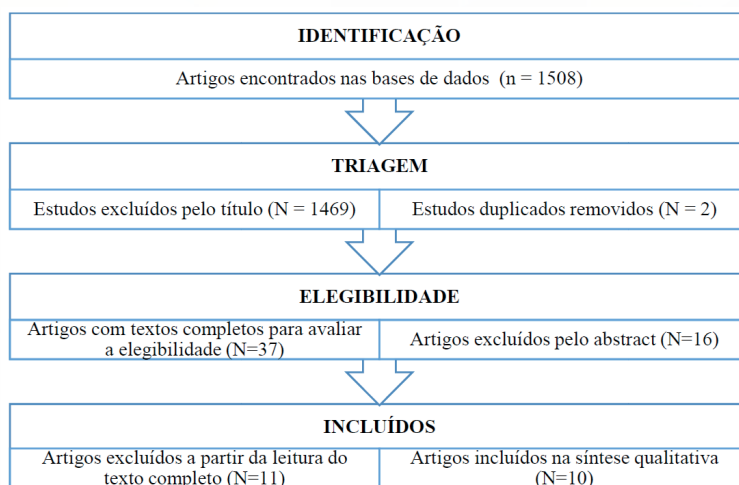 IDENTIFICAÇÃO
Artigos encontrados nas bases de dados (n = 1508)
TRIAGEM
Estudos excluídos pelo título (N = 1469)
Estudos duplicados removidos (N = 2)
ELEGIBILIDADE
Artigos com textos completos para avaliar
a elegibilidade (N=37)
Artigos excluídos pelo abstract (N=16)
INCLUÍDOS
Artigos excluídos a partir da leitura do
texto completo (N=11)
Artigos incluídos na síntese qualitativa
(N=10)